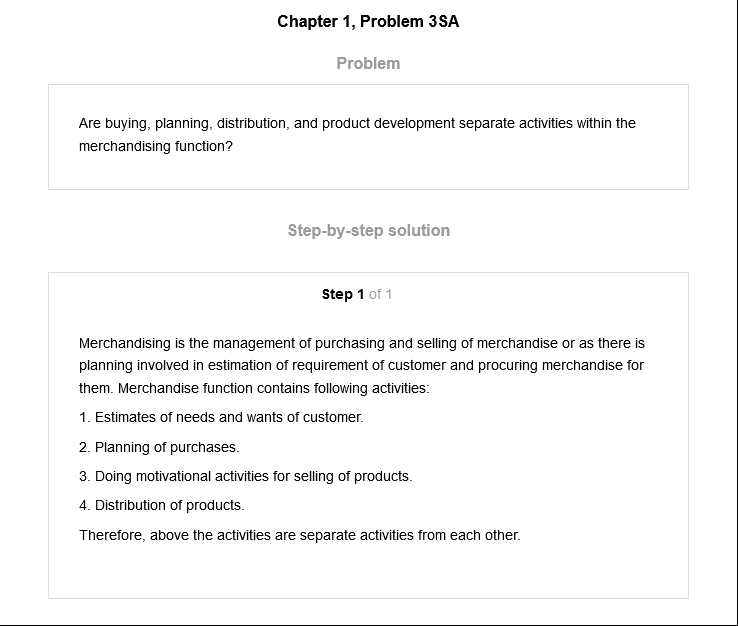 Chapter 1, Problem 3SA
Problem
Are buying, planning, distribution, and product development separate activities within the
merchandising function?
Step-by-step solution
Step 1 of 1
Merchandising is the management of purchasing and selling of merchandise or as there is
planning involved in estimation of requirement of customer and procuring merchandise for
them. Merchandise function contains following activities:
1. Estimates of needs and wants of customer.
2. Planning of purchases.
3. Doing motivational activities for selling of products.
4. Distribution of products.
Therefore, above the activities are separate activities from each other.